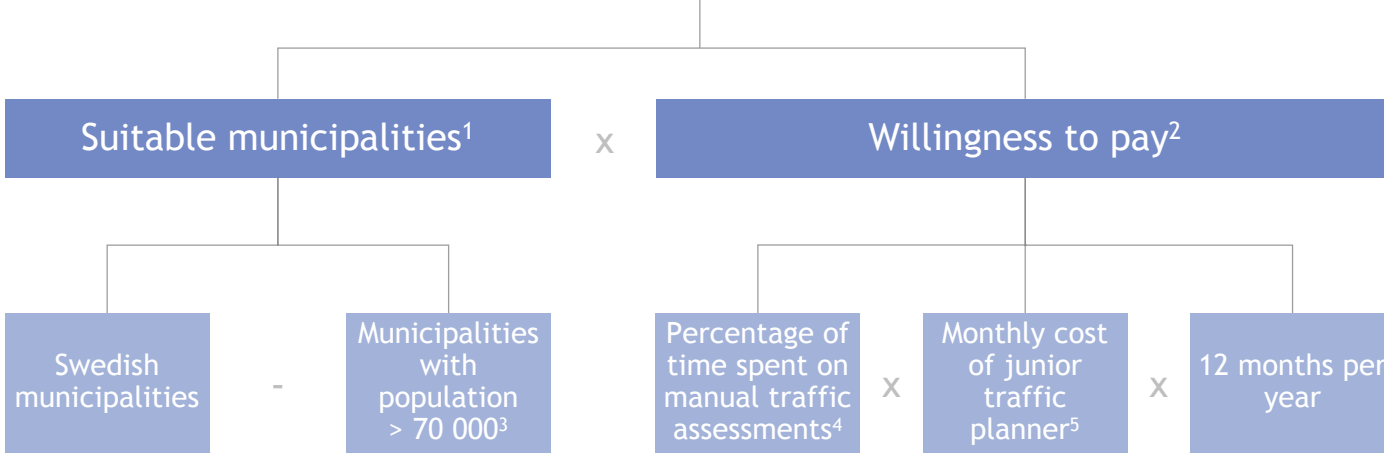 Suitable municipalities¹
x
Willingness to pay²
Swedish
municipalities
-
Municipalities
with
population
> 70 000³
Percentage of
time spent on
manual traffic
assessments⁴
x
Monthly cost
of junior
traffic
planner⁵
x
12 months per
year